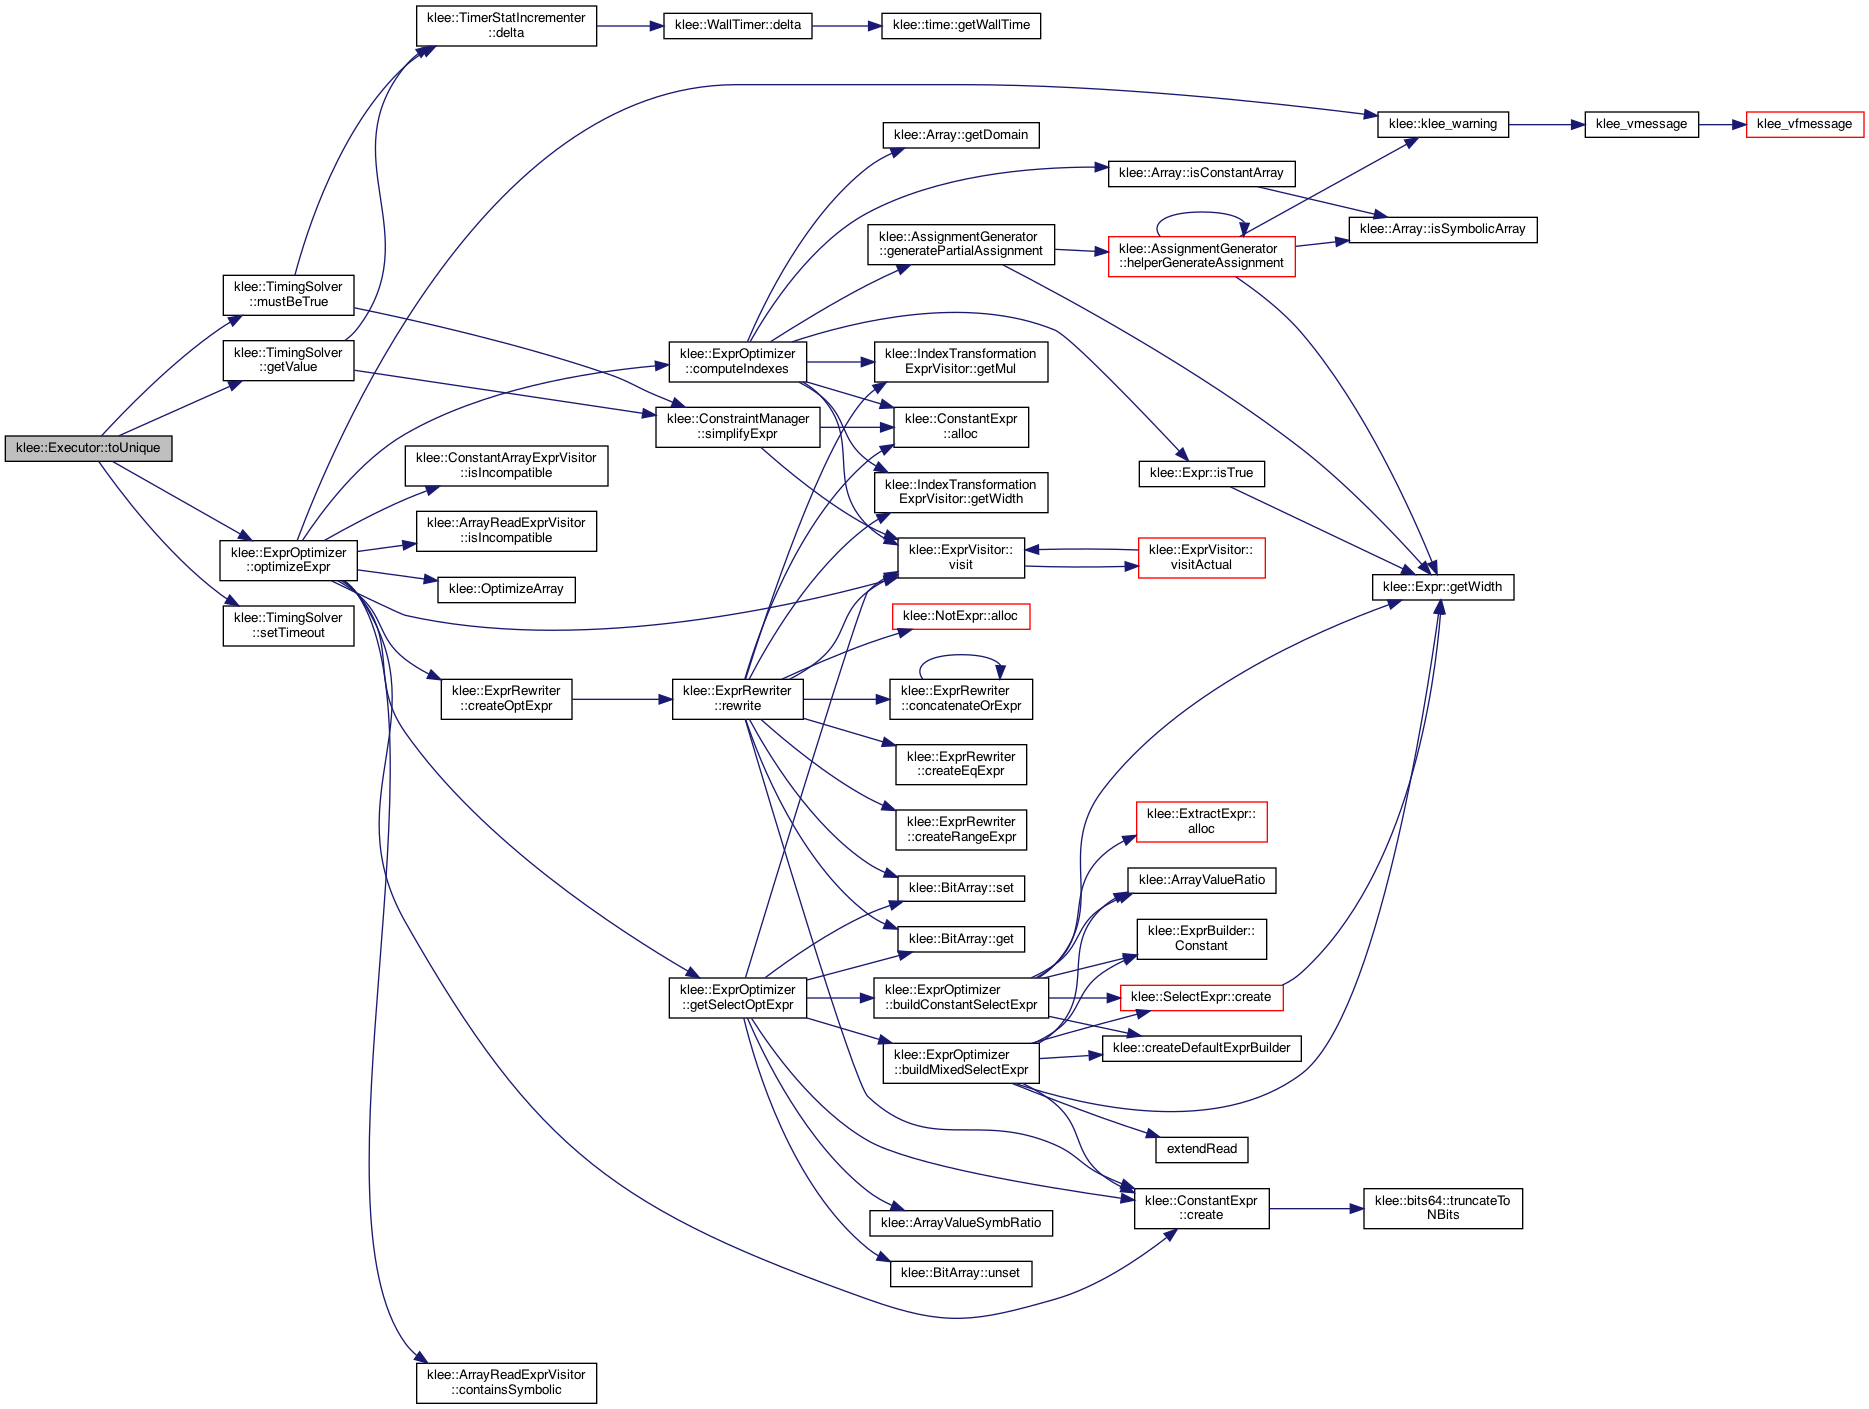 klee::Executor::toUnique
klee::TimingSolver
::mustBeTrue
klee::TimingSolver
::getValue
klee::ExprOptimizer
::optimizeExpr
klee::TimingSolver
::setTimeout
klee::TimerStatIncrementer
::delta
klee::ConstantArrayExprVisitor
::isIncompatible
klee::ArrayReadExprVisitor
::isIncompatible
klee::OptimizeArray
klee::ExprRewriter
::createOptExpr
klee::ArrayReadExprVisitor
::containsSymbolic
klee::WallTimer::delta
klee::ExprOptimizer
::computeIndexes
klee::ConstraintManager
::simplifyExpr
klee::ExprRewriter
::rewrite
klee::ExprOptimizer
::getSelectOptExpr
klee::time::getWallTime
klee::Array::getDomain
klee::AssignmentGenerator
::generatePartialAssignment
klee::IndexTransformation
ExprVisitor::getMul
klee::ConstantExpr
::alloc
klee::IndexTransformation
ExprVisitor::getWidth
klee::ExprVisitor::
visit
klee::NotExpr::alloc
klee::ExprRewriter
::concatenateOrExpr
klee::ExprRewriter
::createEqExpr
klee::ExprRewriter
::createRangeExpr
klee::BitArray::set
klee::BitArray::get
klee::ExprOptimizer
::buildConstantSelectExpr
klee::ExprOptimizer
::buildMixedSelectExpr
klee::ArrayValueSymbRatio
klee::BitArray::unset
klee::Array::isConstantArray
klee::AssignmentGenerator
::helperGenerateAssignment
klee::Expr::isTrue
klee::ExprVisitor::
visitActual
klee::ExtractExpr::
alloc
klee::ArrayValueRatio
klee::ExprBuilder::
Constant
klee::SelectExpr::create
klee::createDefaultExprBuilder
extendRead
klee::ConstantExpr
::create
klee::klee_warning
klee::Array::isSymbolicArray
klee::Expr::getWidth
klee::bits64::truncateTo
NBits
klee_vmessage
klee_vfmessage